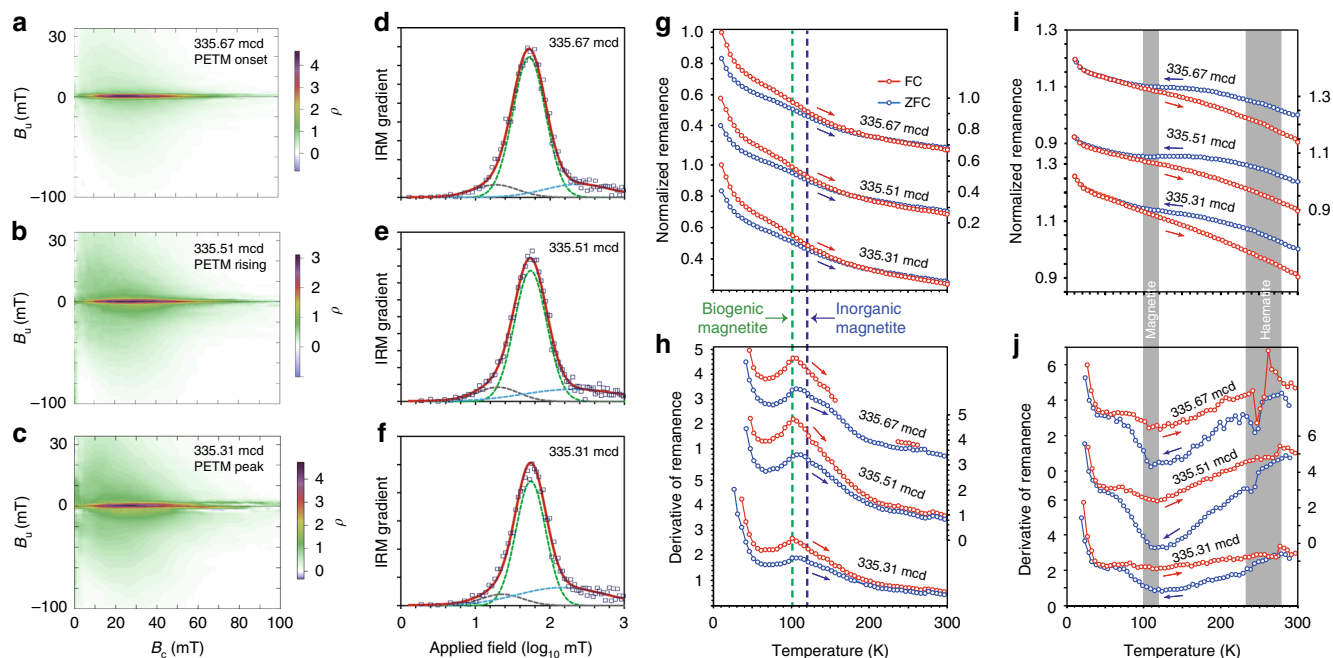 a
30
0
−100
335.67 mcd
PETM onset
Bu (mT)
4
3
2
1
0
ρ
b
30
0
−100
335.51 mcd
PETM rising
Bu (mT)
3
2
1
0
ρ
c
30
0
−100
335.31 mcd
PETM peak
Bu (mT)
4
3
2
1
0
ρ
0 20 40 60 80 100
Bc (mT)
d
335.67 mcd
IRM gradient
e
335.51 mcd
IRM gradient
f
335.31 mcd
IRM gradient
0 1 2 3
Applied field (log10 mT)
g
1.0
0.8
0.6
0.4
1.0
0.8
0.6
0.4
Normalized remanence
FC
ZFC
1.0
0.8
0.6
0.4
0.2
335.67 mcd
335.51 mcd
335.31 mcd
Biogenic
magnetite
Inorganic
magnetite
h
5
4
3
2
1
5
4
3
2
1
Derivative of remanence
5
4
3
2
1
0
335.67 mcd
335.51 mcd
335.31 mcd
0 100 200 300
Temperature (K)
i
1.3
1.1
0.9
1.3
1.1
0.9
Normalized remanence
1.3
1.1
0.9
335.67 mcd
335.51 mcd
335.31 mcd
Magnetite
Haematite
j
6
4
2
0
6
4
2
0
Derivative of remanence
6
4
2
0
335.67 mcd
335.51 mcd
335.31 mcd
0 100 200 300
Temperature (K)